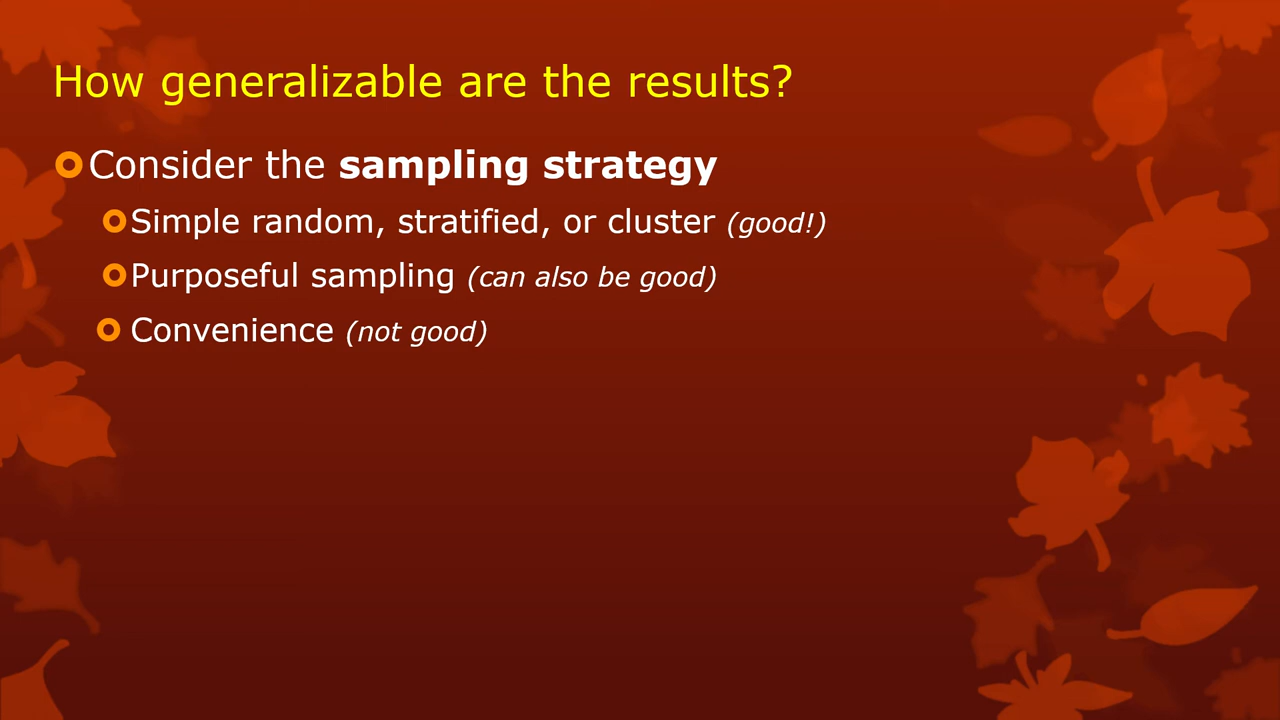 How generalizable are the results?
Consider the sampling strategy
Simple random, stratified, or cluster (good!)
Purposeful sampling (can also be good)
Convenience (not good)